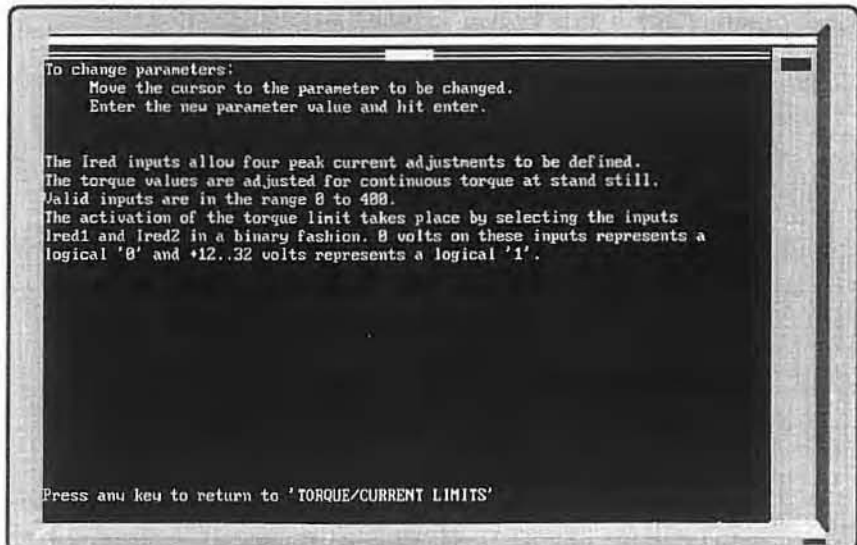 To change parameters:
Move the cursor to the parameter to be changed.
Enter the new parameter value and hit enter.
The Ired inputs allow four peak current adjustments to be defined.
The torque values are adjusted for continuous torque at stand still.
Valid inputs are in the range 0 to 400.
The activation of the torque limit takes place by selecting the inputs
Ired1 and Ired2 in a binary fashion. 0 volts on these inputs represents a
logical '0' and +12..32 volts represents a logical '1'.
Press any key to return to 'TORQUE/CURRENT LIMITS'